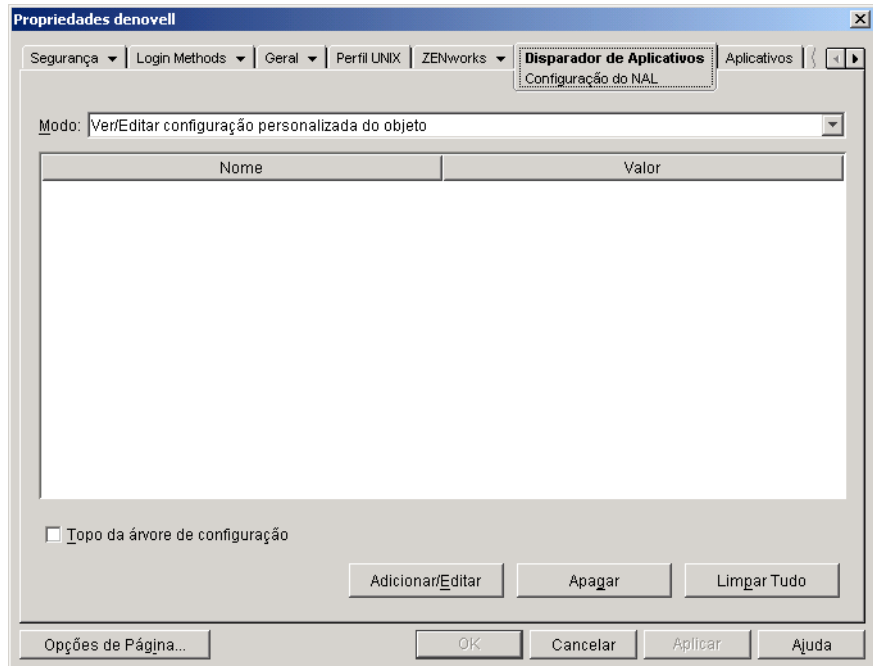 Propriedades denovell
Segurança Login Methods Geral Perfil UNIX ZENworks Disparador de Aplicativos Aplicativos
Configuração do NAL
Modo: Ver/Editar configuração personalizada do objeto
Nome Valor
Topo da árvore de configuração
Adicionar/Editar Apagar Limpar Tudo
Opções de Página... OK Cancelar Aplicar Ajuda